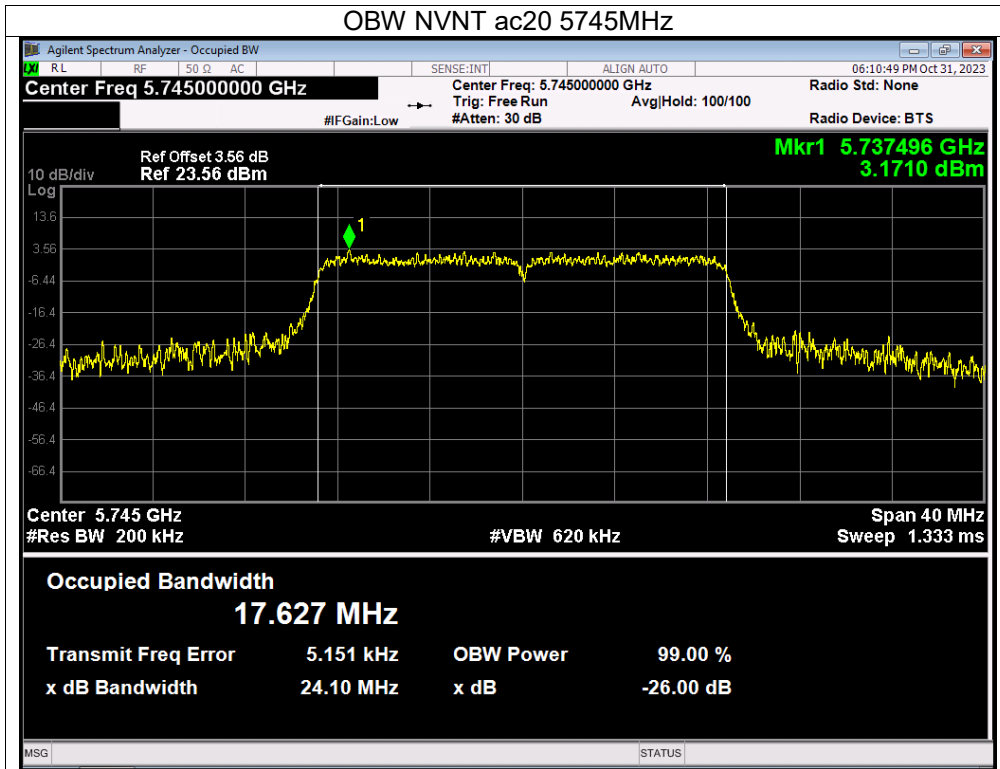 OBW NVNT ac20 5745MHz
Agilent Spectrum Analyzer - Occupied BW
LXI RL RF 50 Ω AC SENSE:INT ALIGN AUTO 06:10:49 PM Oct 31, 2023
Center Freq 5.745000000 GHz Center Freq: 5.745000000 GHz Radio Std: None
Trig: Free Run Avg|Hold: 100/100
#IFGain:Low #Atten: 30 dB Radio Device: BTS
Mkr1 5.737496 GHz
3.1710 dBm
Ref Offset 3.56 dB
10 dB/div Ref 23.56 dBm
Log
13.6
1
3.56
-6.44
-16.4
-26.4
-36.4
-46.4
-56.4
-66.4
Center 5.745 GHz Span 40 MHz
#Res BW 200 kHz #VBW 620 kHz Sweep 1.333 ms
Occupied Bandwidth
17.627 MHz
Transmit Freq Error 5.151 kHz OBW Power 99.00 %
x dB Bandwidth 24.10 MHz x dB -26.00 dB
MSG STATUS